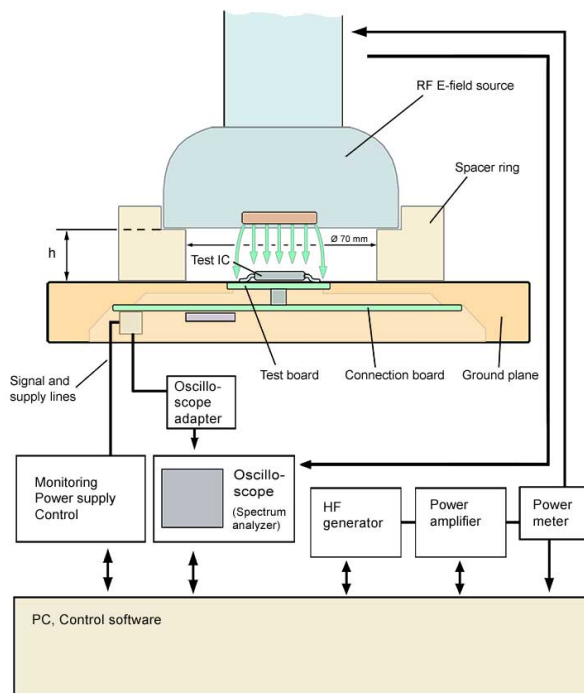 RF E-field source
Spacer ring
h
Ø 70 mm
Test IC
Test board
Connection board
Ground plane
Signal and
supply lines
Oscillo-
scope
adapter
Monitoring
Power supply
Control
Oscillo-
scope
(Spectrum
analyzer)
HF
generator
Power
amplifier
Power
meter
PC, Control software